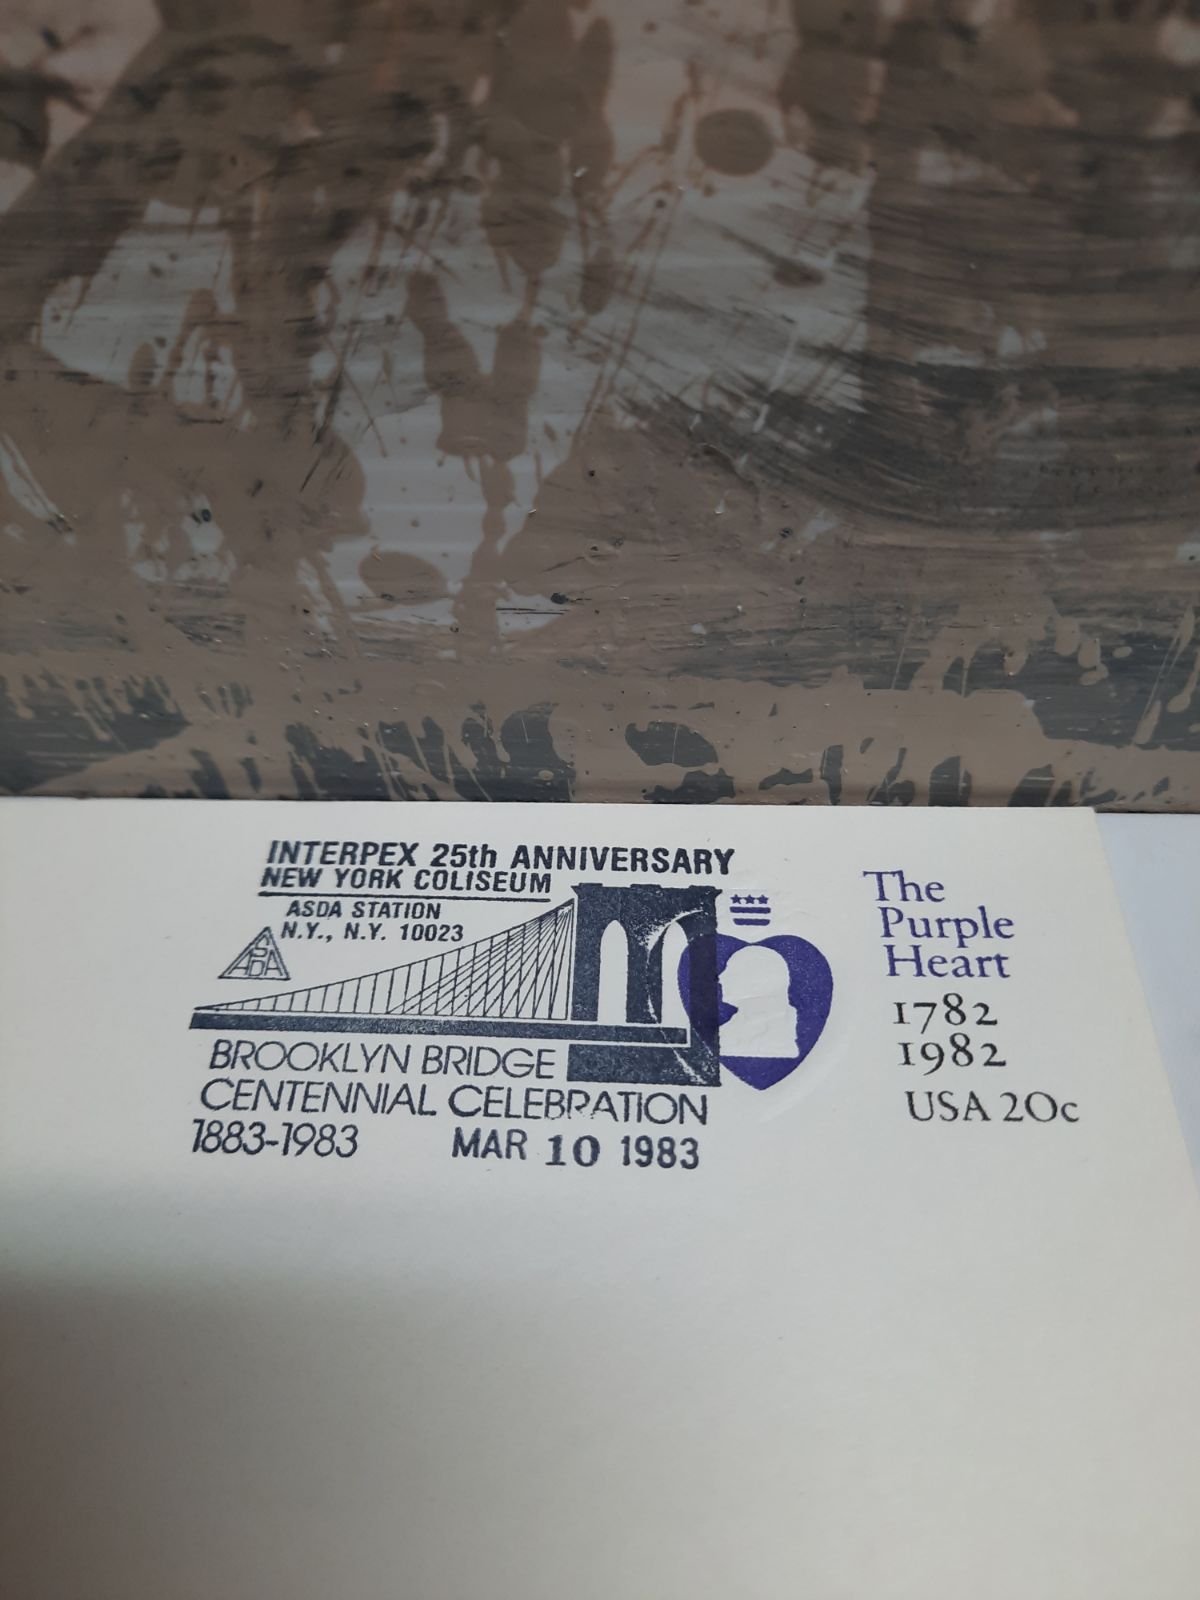 INTERPEX 25th ANNIVERSARY
NEW YORK COLISEUM
ASDA STATION
N.Y., N.Y. 10023
ASDA
BROOKLYN BRIDGE
CENTENNIAL CELEBRATION
1883-1983 MAR 10 1983
The
Purple
Heart
1782
1982
USA 20c